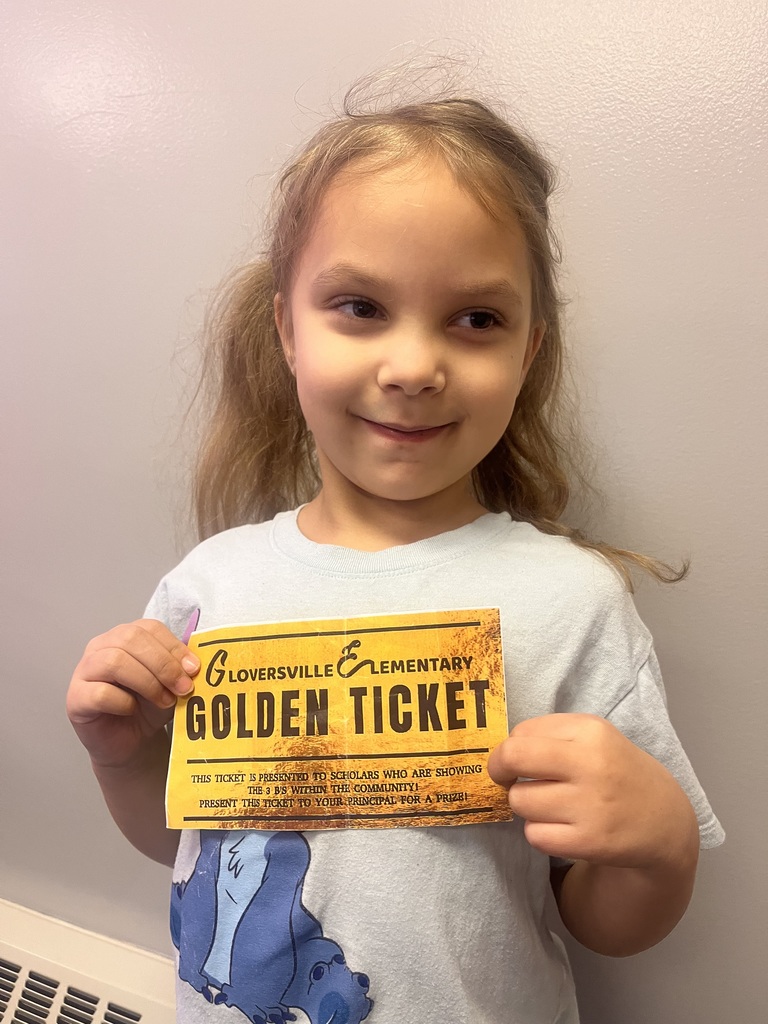 Gloversville Elementary
GOLDEN TICKET
THIS TICKET IS PRESENTED TO SCHOLARS WHO ARE SHOWING
THE 3 B'S WITHIN THE COMMUNITY!
PRESENT THIS TICKET TO YOUR PRINCIPAL FOR A PRIZE!